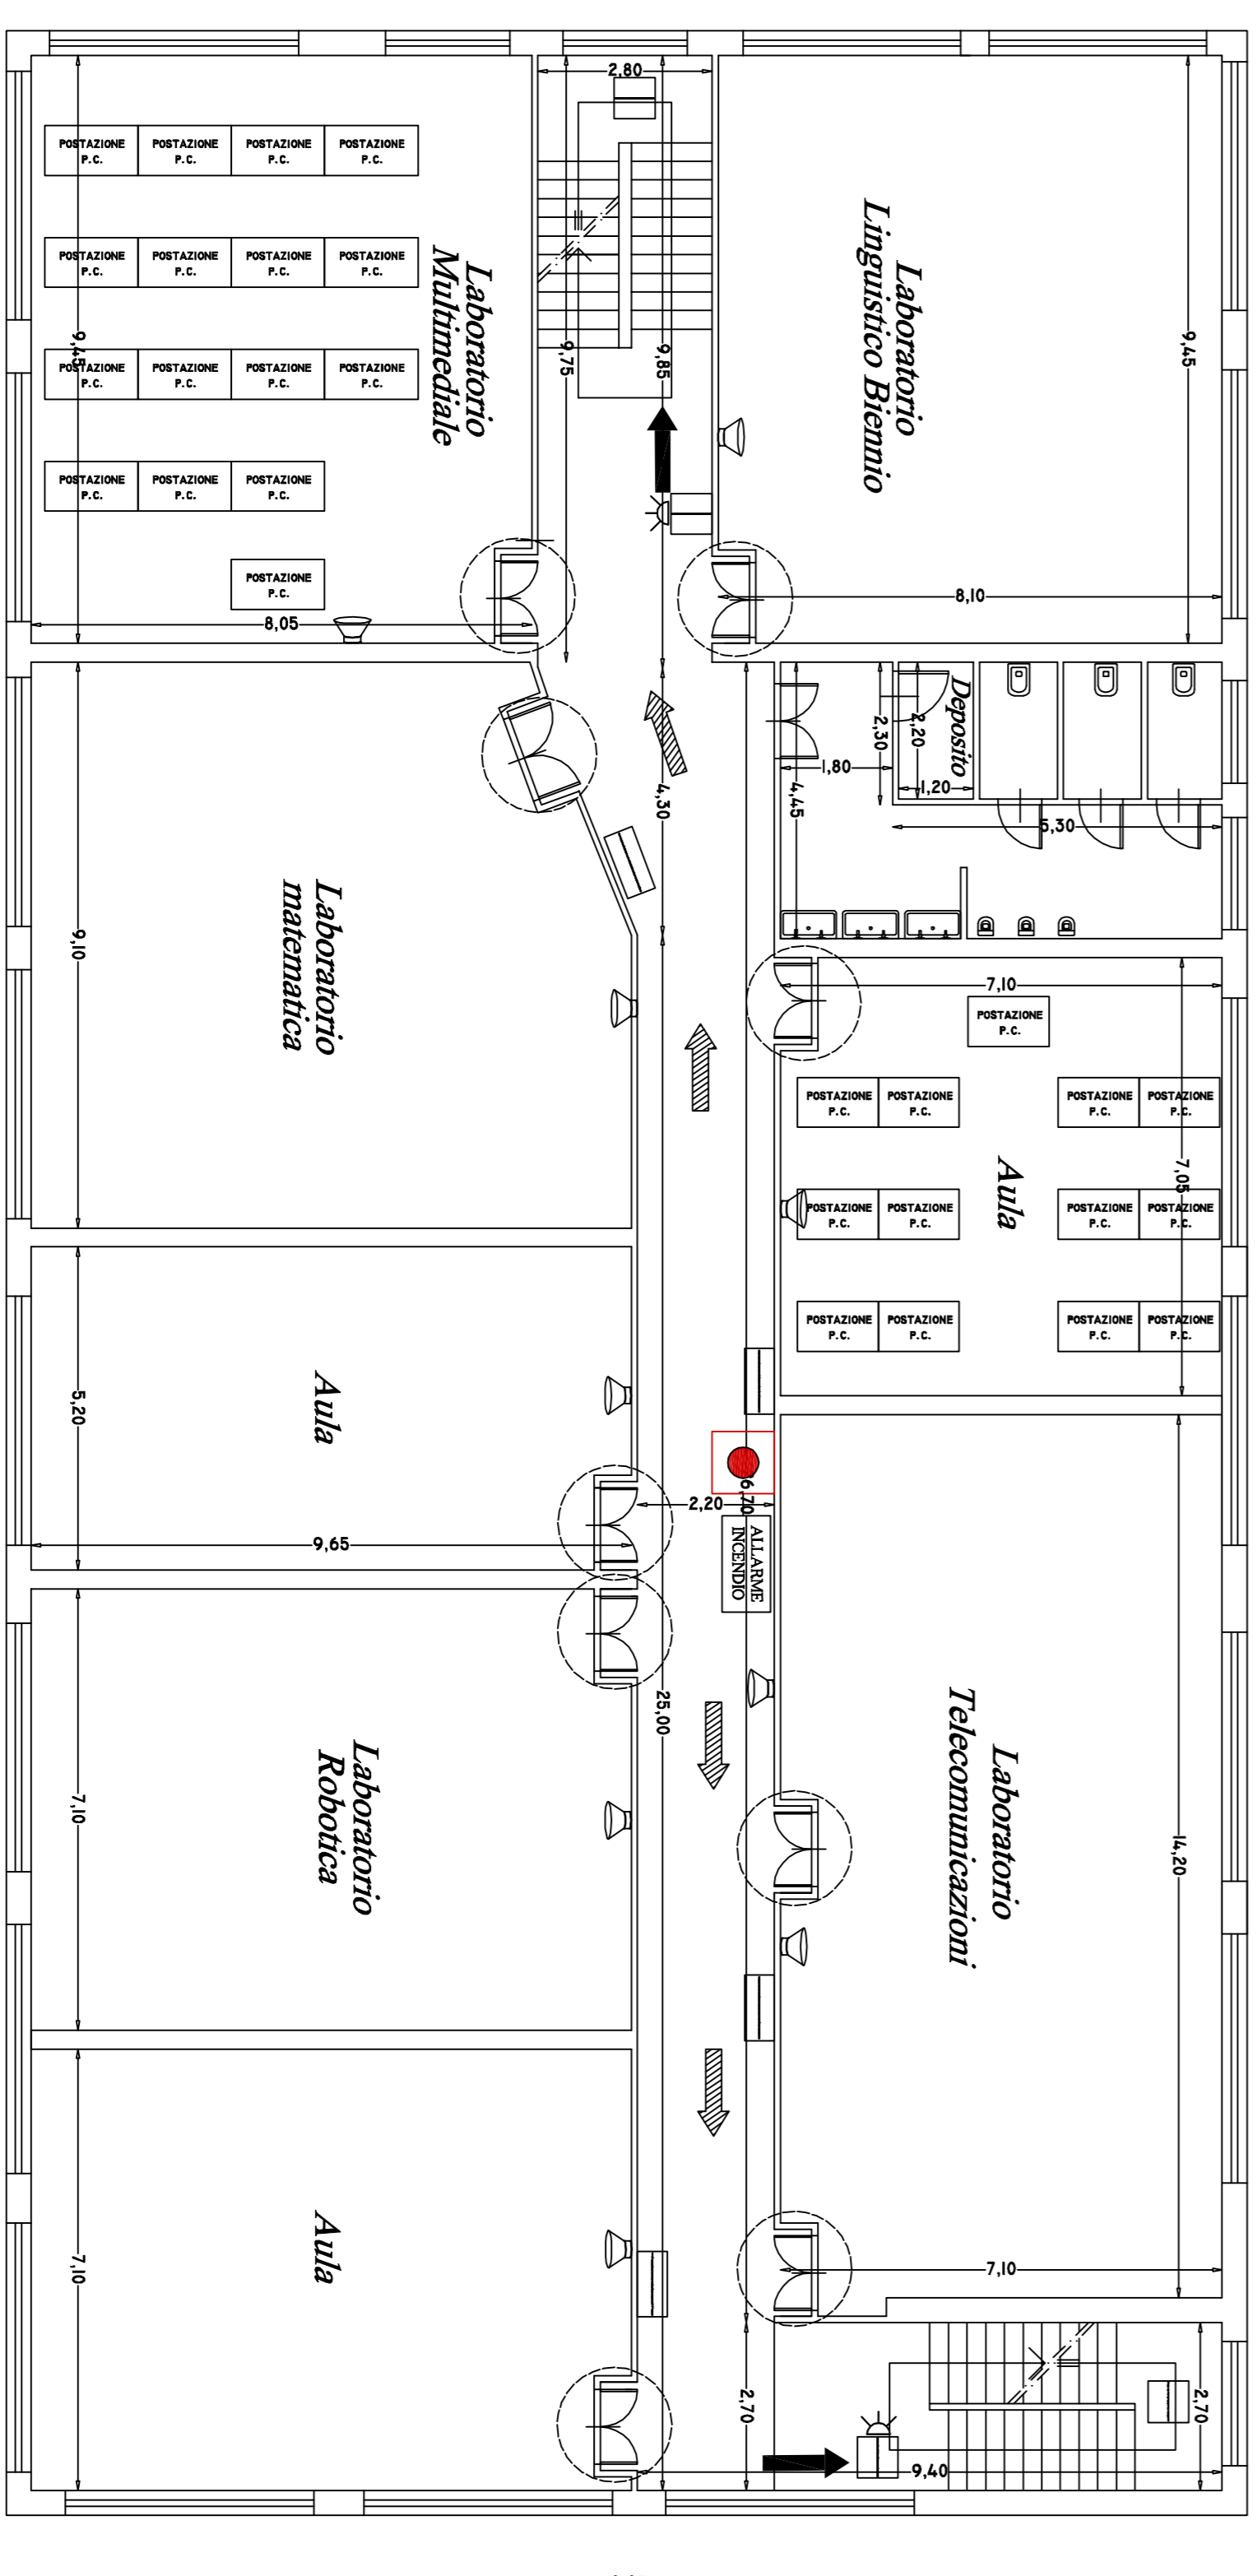 2,80
POSTAZIONE
P.C.
POSTAZIONE
P.C.
POSTAZIONE
P.C.
POSTAZIONE
P.C.
POSTAZIONE
P.C.
POSTAZIONE
P.C.
POSTAZIONE
P.C.
POSTAZIONE
P.C.
POSTAZIONE
P.C.
POSTAZIONE
P.C.
POSTAZIONE
P.C.
POSTAZIONE
P.C.
POSTAZIONE
P.C.
POSTAZIONE
P.C.
POSTAZIONE
P.C.
POSTAZIONE
P.C.
9,45
8,05
Laboratorio
Multimediale
9,75
9,85
Laboratorio
Linguistico Biennio
9,45
8,10
Deposito
2,20
2,30
1,80
1,20
4,45
5,30
4,30
Laboratorio
matematica
9,10
7,10
POSTAZIONE
P.C.
POSTAZIONE
P.C.
POSTAZIONE
P.C.
POSTAZIONE
P.C.
POSTAZIONE
P.C.
POSTAZIONE
P.C.
POSTAZIONE
P.C.
POSTAZIONE
P.C.
POSTAZIONE
P.C.
POSTAZIONE
P.C.
POSTAZIONE
P.C.
POSTAZIONE
P.C.
POSTAZIONE
P.C.
Aula
7,05
Aula
5,20
9,65
2,20
6,70
ALLARME
INCENDIO
25,00
Laboratorio
Telecomunicazioni
14,20
7,10
Laboratorio
Robotica
7,10
Aula
7,10
2,70
2,70
9,40